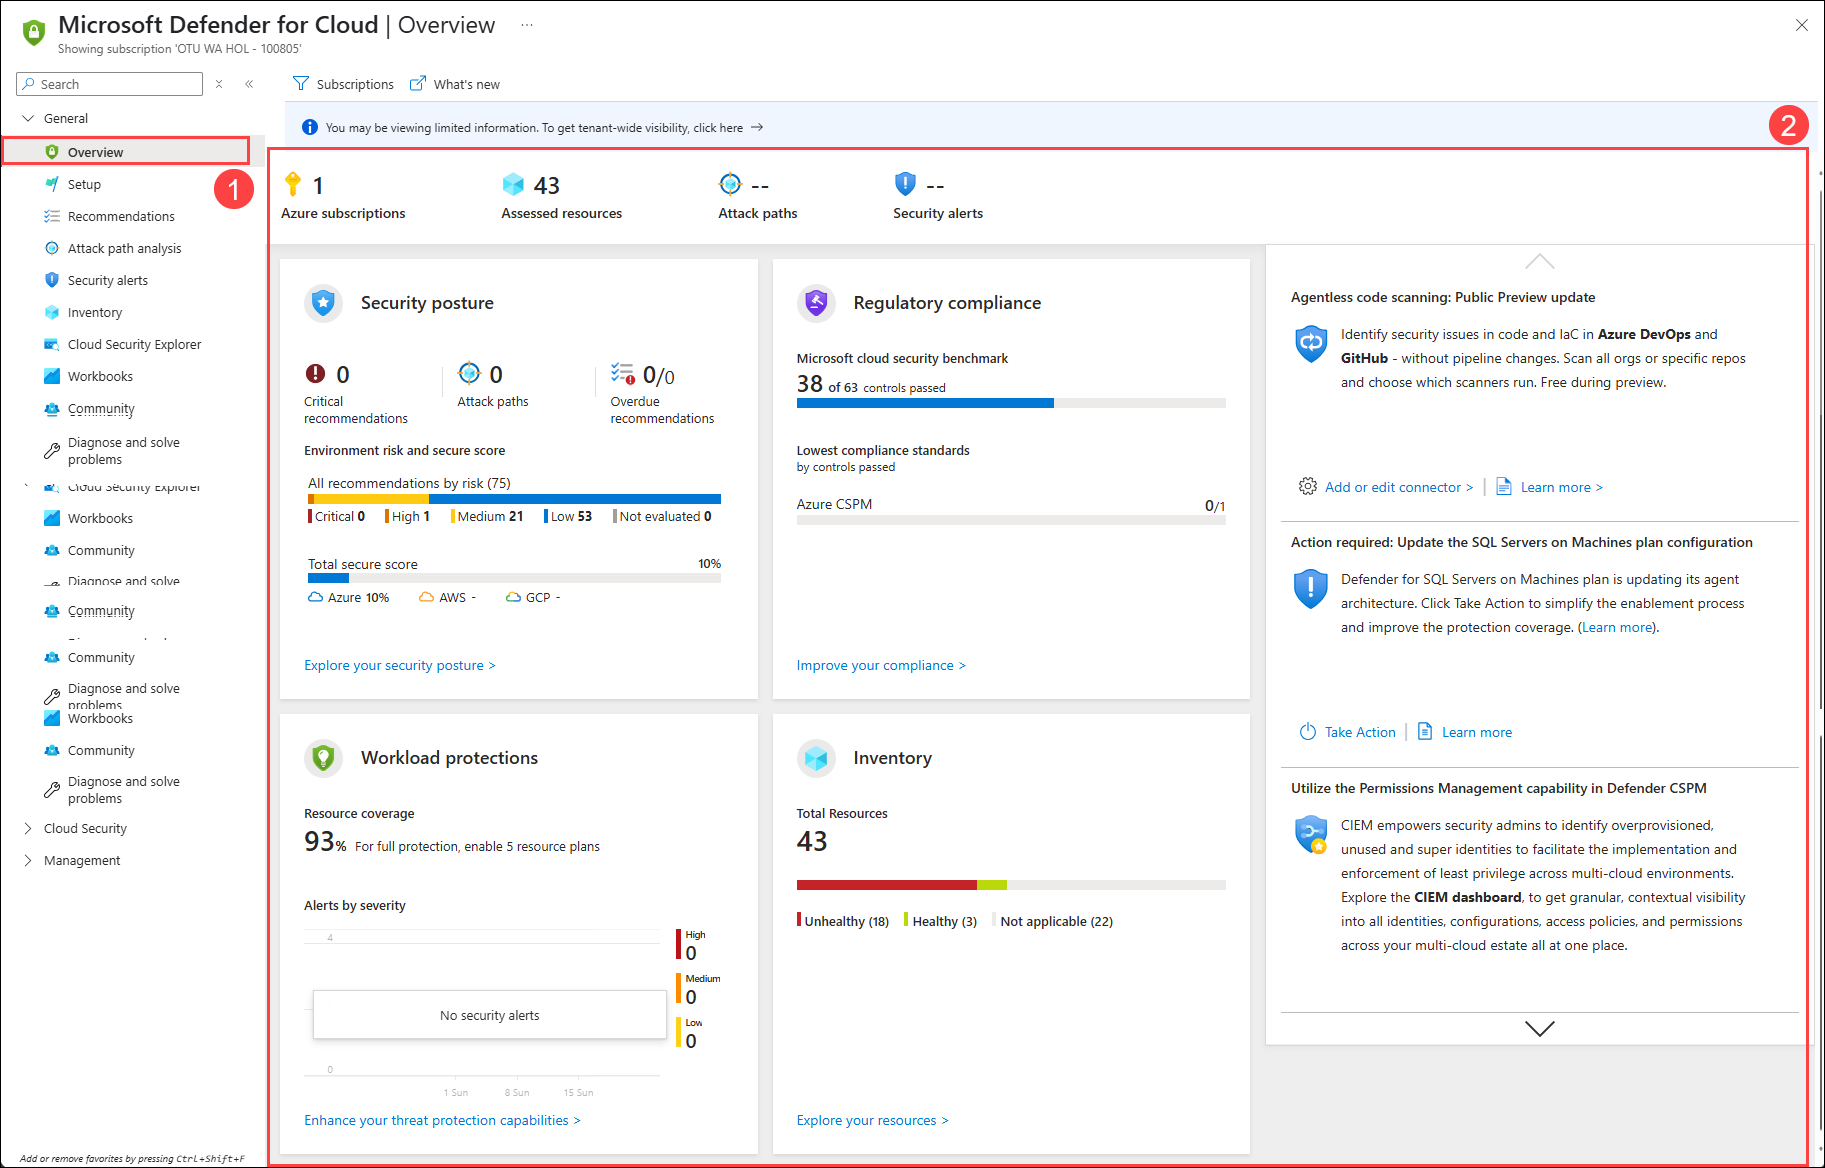 Microsoft Defender for Cloud | Overview ...
Showing subscription 'OTU WA HOL - 100805'
Search
General
Overview
1
Setup
Recommendations
Attack path analysis
Security alerts
Inventory
Cloud Security Explorer
Workbooks
Community
Diagnose and solve
problems
Cloud Security Explorer
Workbooks
Community
Diagnose and solve
Community
Community
Diagnose and solve
problems
Workbooks
Community
Diagnose and solve
problems
Cloud Security
Management
Add or remove favorites by pressing Ctrl+Shift+F
Subscriptions
What's new
You may be viewing limited information. To get tenant-wide visibility, click here →
2
1
Azure subscriptions
43
Assessed resources
--
Attack paths
--
Security alerts
Security posture
0
Critical
recommendations
0
Attack paths
0/0
Overdue
recommendations
Environment risk and secure score
All recommendations by risk (75)
Critical 0
High 1
Medium 21
Low 53
Not evaluated 0
Total secure score
10%
Azure 10%
AWS -
GCP -
Explore your security posture >
Regulatory compliance
Microsoft cloud security benchmark
38 of 63 controls passed
Lowest compliance standards
by controls passed
Azure CSPM
0/1
Improve your compliance >
Workload protections
Resource coverage
93% For full protection, enable 5 resource plans
Alerts by severity
4
No security alerts
0
1 Sun
8 Sun
15 Sun
High
0
Medium
0
Low
0
Enhance your threat protection capabilities >
Inventory
Total Resources
43
Unhealthy (18)
Healthy (3)
Not applicable (22)
Explore your resources >
Agentless code scanning: Public Preview update
Identify security issues in code and IaC in Azure DevOps and
GitHub - without pipeline changes. Scan all orgs or specific repos
and choose which scanners run. Free during preview.
Add or edit connector >
Learn more >
Action required: Update the SQL Servers on Machines plan configuration
Defender for SQL Servers on Machines plan is updating its agent
architecture. Click Take Action to simplify the enablement process
and improve the protection coverage. (Learn more).
Take Action
Learn more
Utilize the Permissions Management capability in Defender CSPM
CIEM empowers security admins to identify overprovisioned,
unused and super identities to facilitate the implementation and
enforcement of least privilege across multi-cloud environments.
Explore the CIEM dashboard, to get granular, contextual visibility
into all identities, configurations, access policies, and permissions
across your multi-cloud estate all at one place.